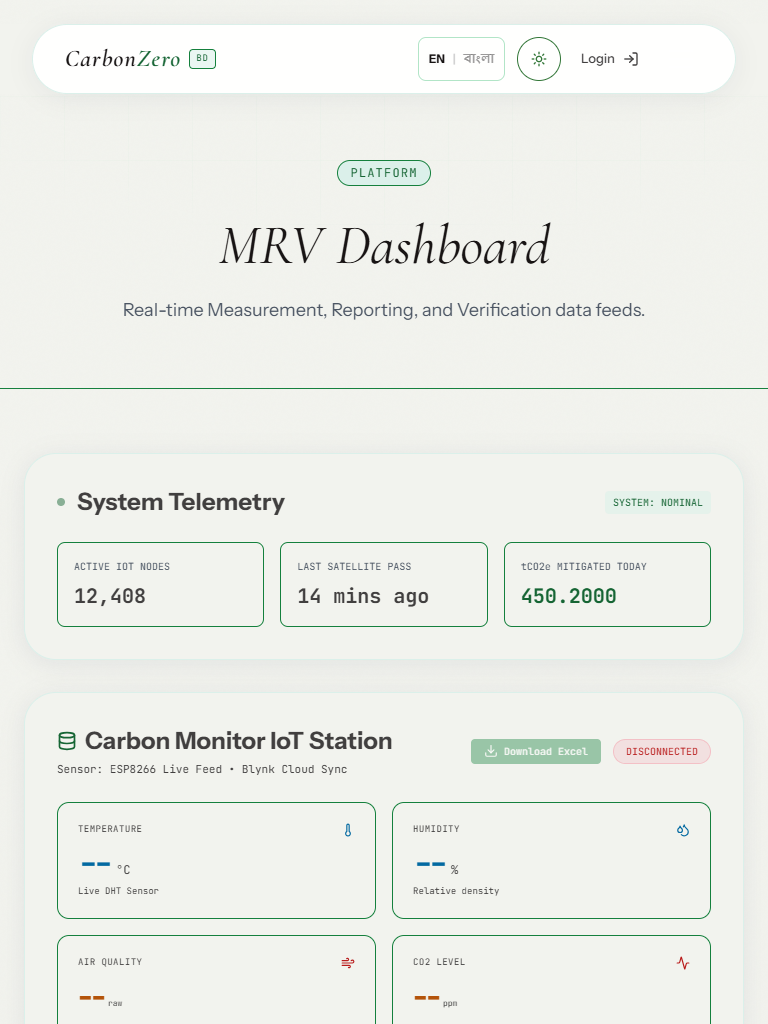 CarbonZero BD
EN | বাংলা
Login
PLATFORM
MRV Dashboard
Real-time Measurement, Reporting, and Verification data feeds.
System Telemetry
SYSTEM: NOMINAL
ACTIVE IOT NODES
12,408
LAST SATELLITE PASS
14 mins ago
tCO2e MITIGATED TODAY
450.2000
Carbon Monitor IoT Station
Sensor: ESP8266 Live Feed • Blynk Cloud Sync
Download Excel
DISCONNECTED
TEMPERATURE
-- °C
Live DHT Sensor
HUMIDITY
-- %
Relative density
AIR QUALITY
-- raw
CO2 LEVEL
-- ppm